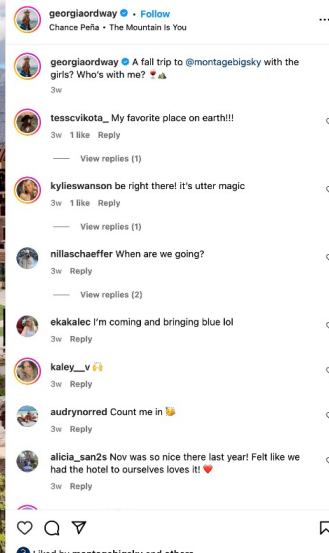 georgiaordway • Follow
Chance Peña • The Mountain Is You
georgiaordway A fall trip to @montagebigsky with the
girls? Who's with me? 🍷⛰️
3w
tesscvikota_ My favorite place on earth!!!
3w 1 like Reply
View replies (1)
kylieswanson be right there! it's utter magic
3w 1 like Reply
View replies (1)
nillaschaeffer When are we going?
3w Reply
View replies (2)
ekakalec I'm coming and bringing blue lol
3w Reply
kaley__v 🙌
3w Reply
audrynorred Count me in 🥳
3w Reply
alicia_san2s Nov was so nice there last year! Felt like we
had the hotel to ourselves loves it! ❤️
3w Reply
Liked by montagebigsky and others